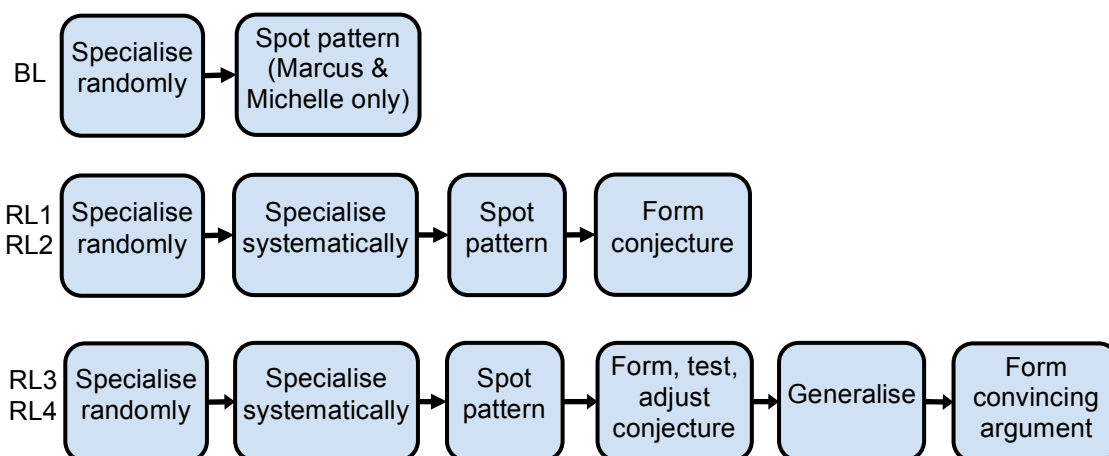 BL
Specialise
randomly
Spot pattern
(Marcus &
Michelle only)
RL1
RL2
Specialise
randomly
Specialise
systematically
Spot
pattern
Form
conjecture
RL3
RL4
Specialise
randomly
Specialise
systematically
Spot
pattern
Form, test,
adjust
conjecture
Generalise
Form
convincing
argument